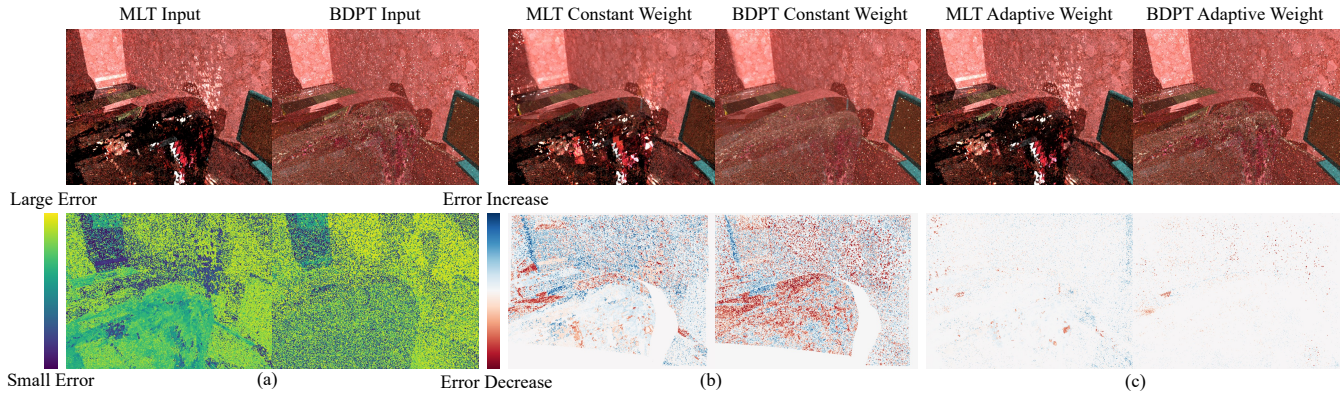 MLT Input BDPT Input MLT Constant Weight BDPT Constant Weight MLT Adaptive Weight BDPT Adaptive Weight
Large Error Error Increase
Small Error (a) Error Decrease (b) (c)